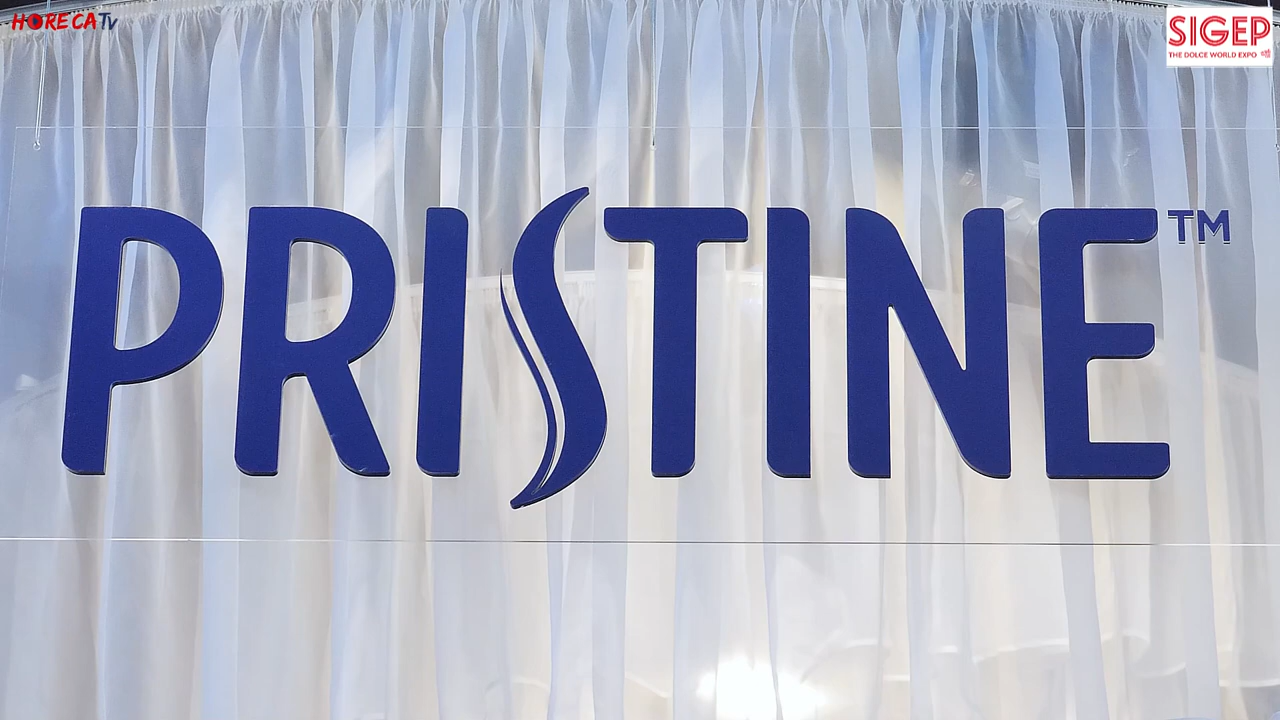 HORECATV
SIGEP
THE DOLCE WORLD EXPO
PRISTINE™